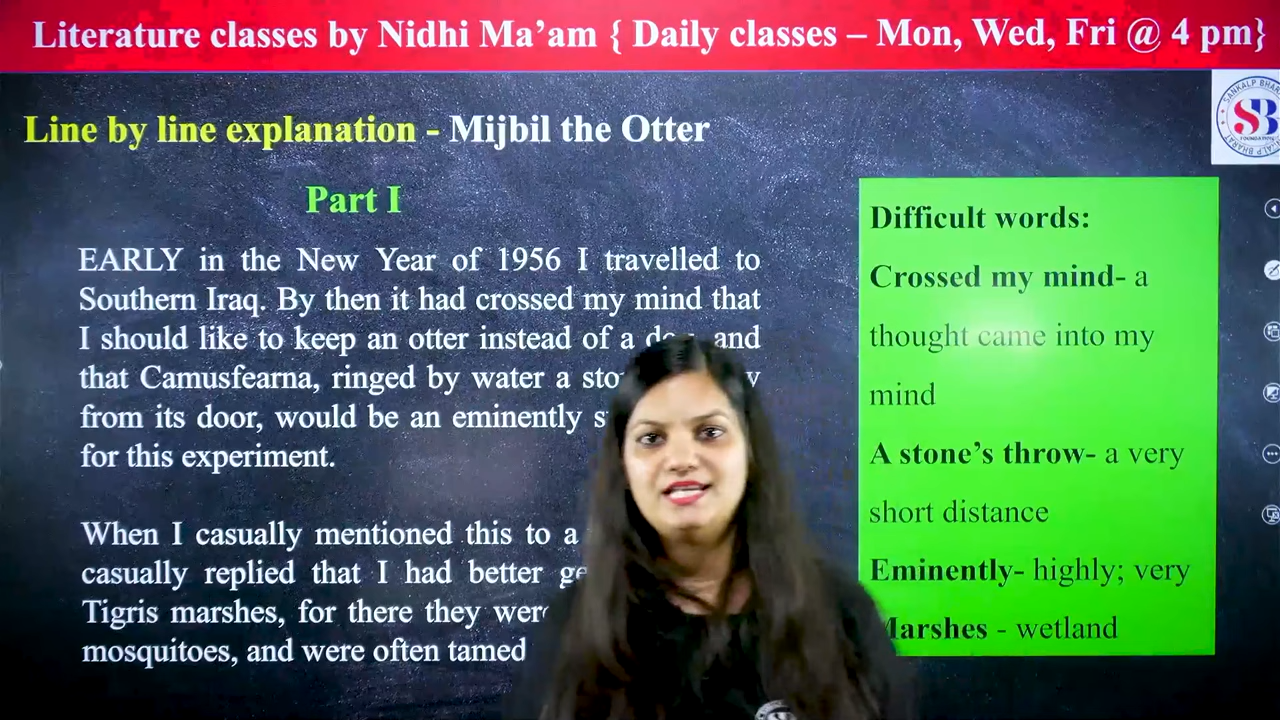 Literature classes by Nidhi Ma’am { Daily classes – Mon, Wed, Fri @ 4 pm}
Line by line explanation - Mijbil the Otter
SANKALP BHARAT
SB
FOUNDATION
Part I
EARLY in the New Year of 1956 I travelled to
Southern Iraq. By then it had crossed my mind that
I should like to keep an otter instead of a and
that Camusfearna, ringed by water a
from its door, would be an eminently
for this experiment.
When I casually mentioned this to a
casually replied that I had better
Tigris marshes, for there they were
mosquitoes, and were often tamed
Difficult words:
Crossed my mind- a
thought came into my
mind
A stone’s throw- a very
short distance
Eminently- highly; very
Marshes - wetland